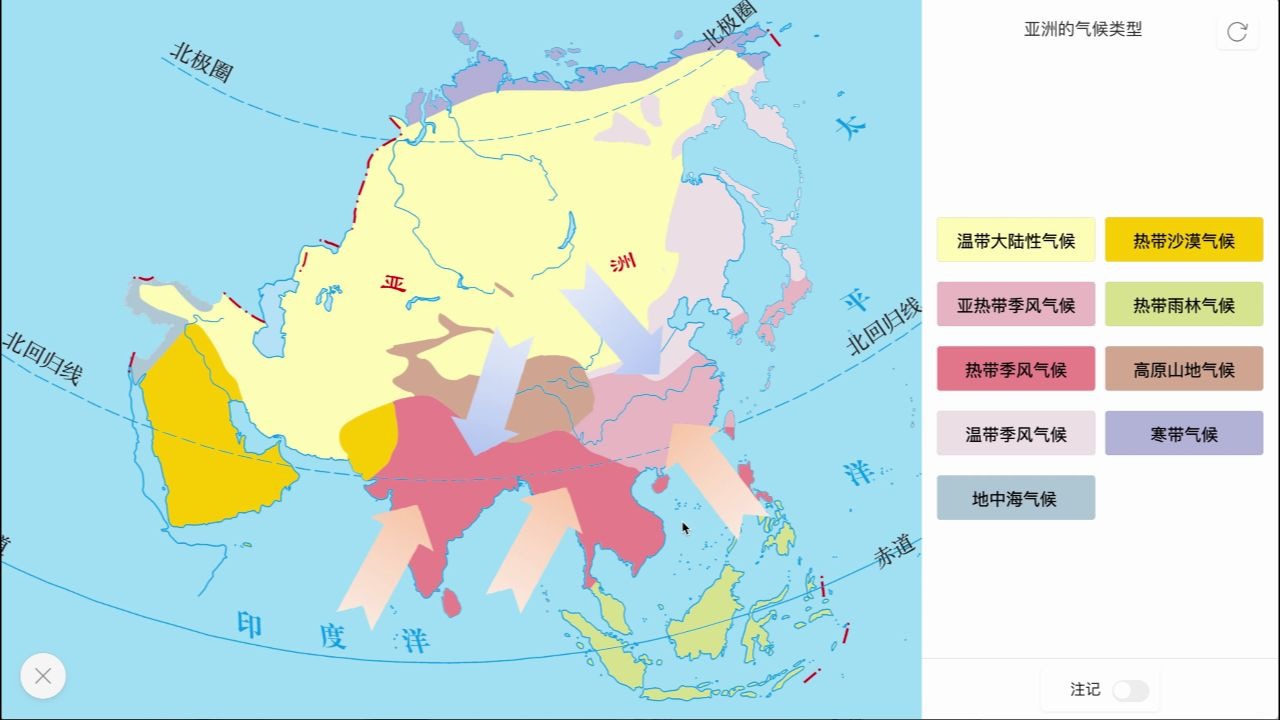 亚洲的气候类型
北极圈
北极圈
太
平
洋
亚
洲
北回归线
北回归线
赤道
道
印度洋
温带大陆性气候
热带沙漠气候
亚热带季风气候
热带雨林气候
热带季风气候
高原山地气候
温带季风气候
寒带气候
地中海气候
注记